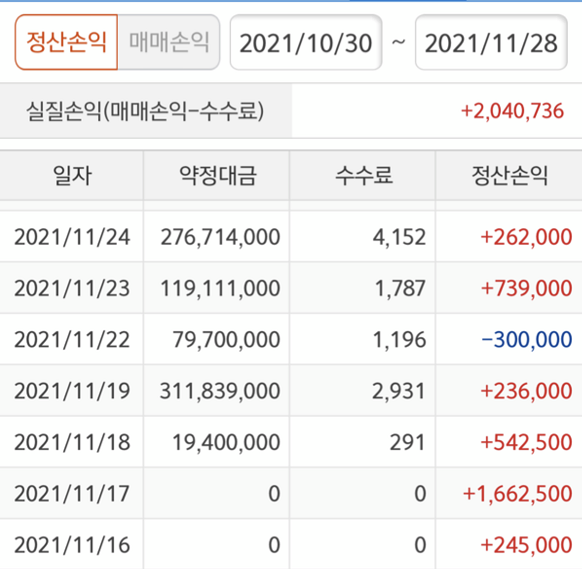 정산손익 매매손익 2021/10/30 ~ 2021/11/28
실질손익(매매손익-수수료) +2,040,736
일자 약정대금 수수료 정산손익
2021/11/24 276,714,000 4,152 +262,000
2021/11/23 119,111,000 1,787 +739,000
2021/11/22 79,700,000 1,196 -300,000
2021/11/19 311,839,000 2,931 +236,000
2021/11/18 19,400,000 291 +542,500
2021/11/17 0 0 +1,662,500
2021/11/16 0 0 +245,000